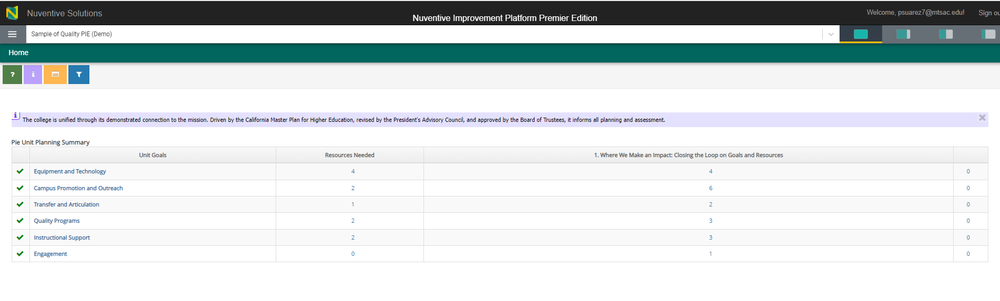 Nuventive Solutions
Nuventive Improvement Platform Premier Edition
Welcome, psuarez7@mtsac.edu!
Sign ou
Sample of Quality PIE (Demo)
Home
? i
i
The college is unified through its demonstrated connection to the mission. Driven by the California Master Plan for Higher Education, revised by the President's Advisory Council, and approved by the Board of Trustees, it informs all planning and assessment.
Pie Unit Planning Summary
Unit Goals Resources Needed 1. Where We Make an Impact: Closing the Loop on Goals and Resources
Equipment and Technology 4 4 0
Campus Promotion and Outreach 2 6 0
Transfer and Articulation 1 2 0
Quality Programs 2 3 0
Instructional Support 2 3 0
Engagement 0 1 0